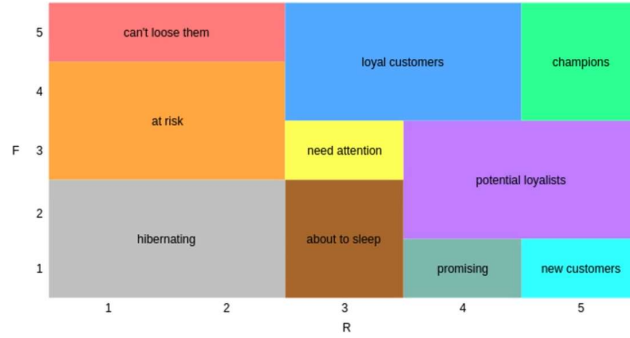 5
can't loose them
loyal customers
champions
4
at risk
F
3
need attention
potential loyalists
2
hibernating
about to sleep
1
promising
new customers
1
2
3
4
5
R